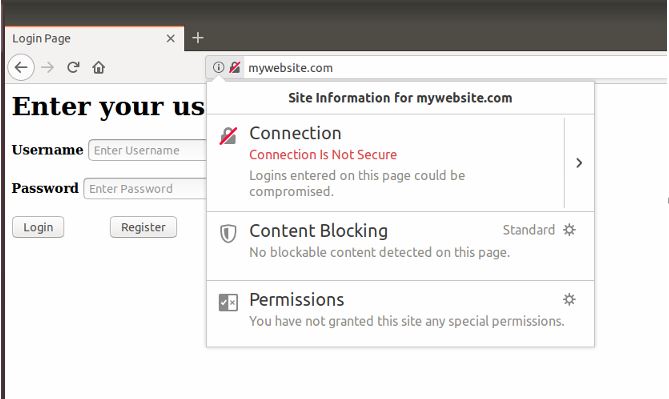 Login Page
mywebsite.com
Site Information for mywebsite.com
Enter your us
Connection
Connection Is Not Secure
Logins entered on this page could be
compromised.
Username Enter Username
Password Enter Password
Login Register
Content Blocking Standard
No blockable content detected on this page.
Permissions
You have not granted this site any special permissions.